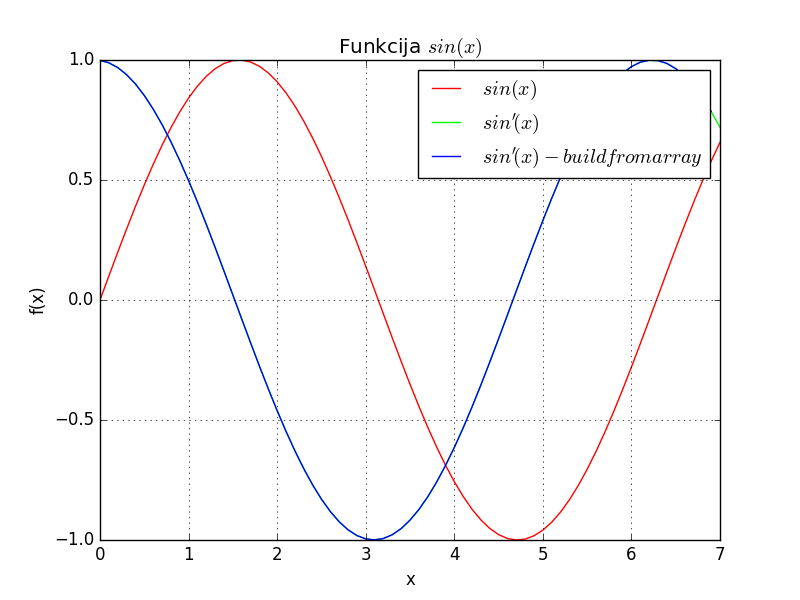 Funkcija sin(x)
1.0
0.5
0.0
−0.5
−1.0
f(x)
sin(x)
sin′(x)
sin′(x) − buildfromarray
0 1 2 3 4 5 6 7
x